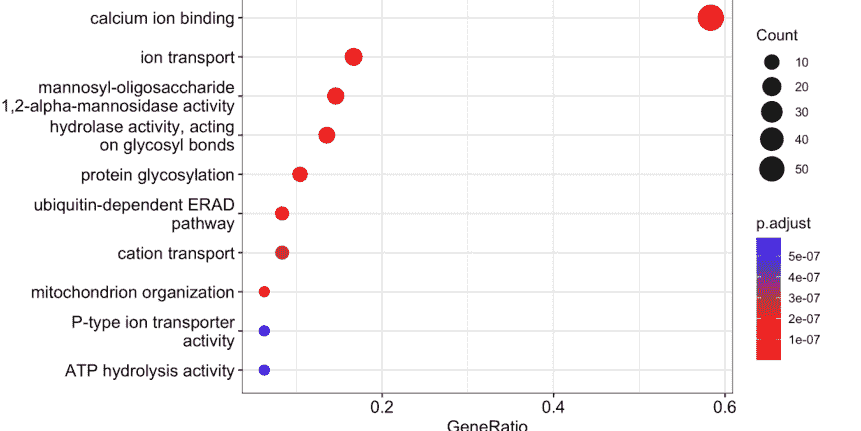 calcium ion binding
ion transport
mannosyl-oligosaccharide
1,2-alpha-mannosidase activity
hydrolase activity, acting
on glycosyl bonds
protein glycosylation
ubiquitin-dependent ERAD
pathway
cation transport
mitochondrion organization
P-type ion transporter
activity
ATP hydrolysis activity
0.2
0.4
0.6
GeneRatio
Count
10
20
30
40
50
p.adjust
5e-07
4e-07
3e-07
2e-07
1e-07